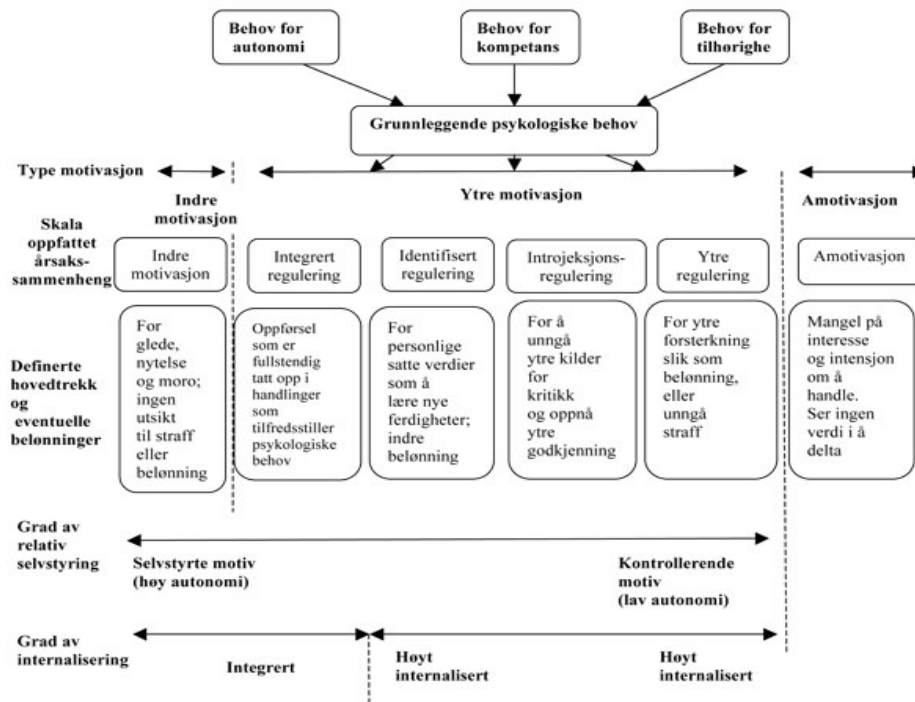 Behov for
autonomi
Behov for
kompetans
Behov for
tilhørighe
Grunnleggende psykologiske behov
Type motivasjon
Indre
motivasjon
Ytre motivasjon
Amotivasjon
Skala
oppfattet
årsaks-
sammenheng
Indre
motivasjon
Integrert
regulering
Identifisert
regulering
Introjeksjons-
regulering
Ytre
regulering
Amotivasjon
Definerte
hovedtrekk
og
eventuelle
belønninger
For
glede,
nytelse
og moro;
ingen
utsikt
til straff
eller
belønning
Oppførsel
som er
fullstendig
tatt opp i
handlinger
som
tilfredsstiller
psykologiske
behov
For
personlige
satte verdier
som å
lære nye
ferdigheter;
indre
belønning
For å
unngå
ytre kilder
for
kritikk
og oppnå
ytre
godkjenning
For ytre
forsterkning
slik som
belønning,
eller
unngå
straff
Mangel på
interesse
og intensjon
om å
handle.
Ser ingen
verdi i å
delta
Grad av
relativ
selvstyring
Selvstyrte motiv
(høy autonomi)
Kontrollerende
motiv
(lav autonomi)
Grad av
internalisering
Integrert
Høyt
internalisert
Høyt
internalisert